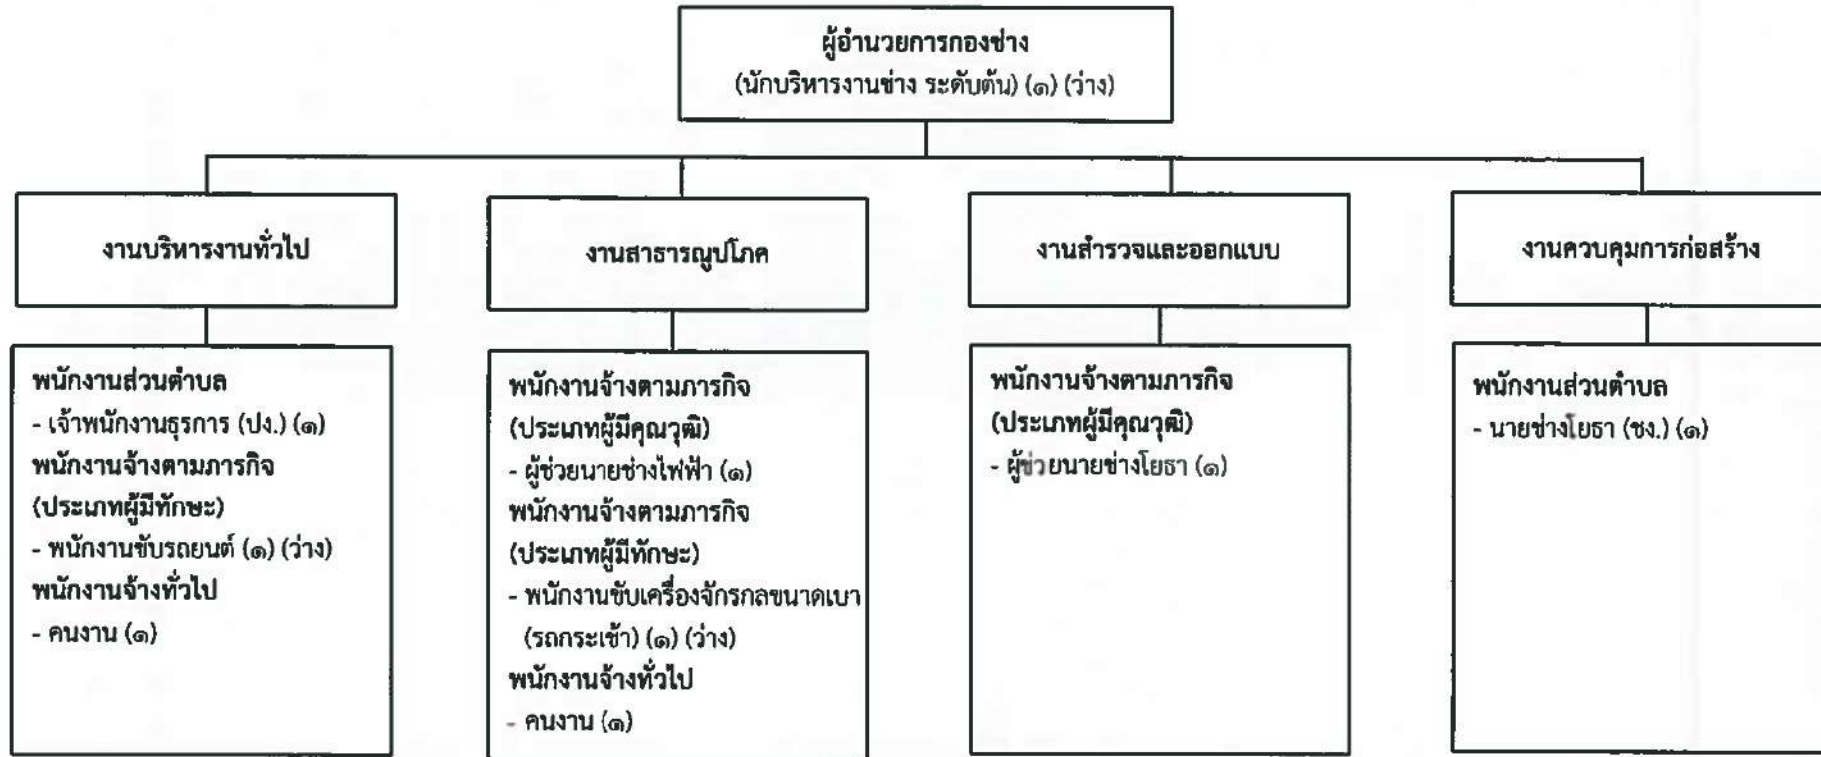 ผู้อำนวยการกองช่าง
(นักบริหารงานช่าง ระดับต้น) (๑) (ว่าง)
งานบริหารงานทั่วไป
งานสาธารณูปโภค
งานสำรวจและออกแบบ
งานควบคุมการก่อสร้าง
พนักงานส่วนตำบล
- เจ้าพนักงานธุรการ (ปง.) (๑)
พนักงานจ้างตามภารกิจ
(ประเภทผู้มีทักษะ)
- พนักงานขับรถยนต์ (๑) (ว่าง)
พนักงานจ้างทั่วไป
- คนงาน (๑)
พนักงานจ้างตามภารกิจ
(ประเภทผู้มีคุณวุฒิ)
- ผู้ช่วยนายช่างไฟฟ้า (๑)
พนักงานจ้างตามภารกิจ
(ประเภทผู้มีทักษะ)
- พนักงานขับเครื่องจักรกลขนาดเบา
(รถกระเช้า) (๑) (ว่าง)
พนักงานจ้างทั่วไป
- คนงาน (๑)
พนักงานจ้างตามภารกิจ
(ประเภทผู้มีคุณวุฒิ)
- ผู้ช่วยนายช่างโยธา (๑)
พนักงานส่วนตำบล
- นายช่างโยธา (ชง.) (๑)